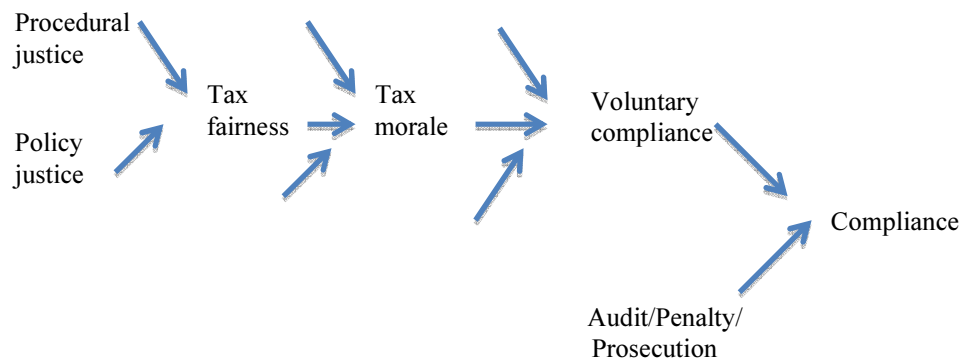 Procedural
justice
Tax
fairness
Tax
morale
Voluntary
compliance
Policy
justice
Compliance
Audit/Penalty/
Prosecution